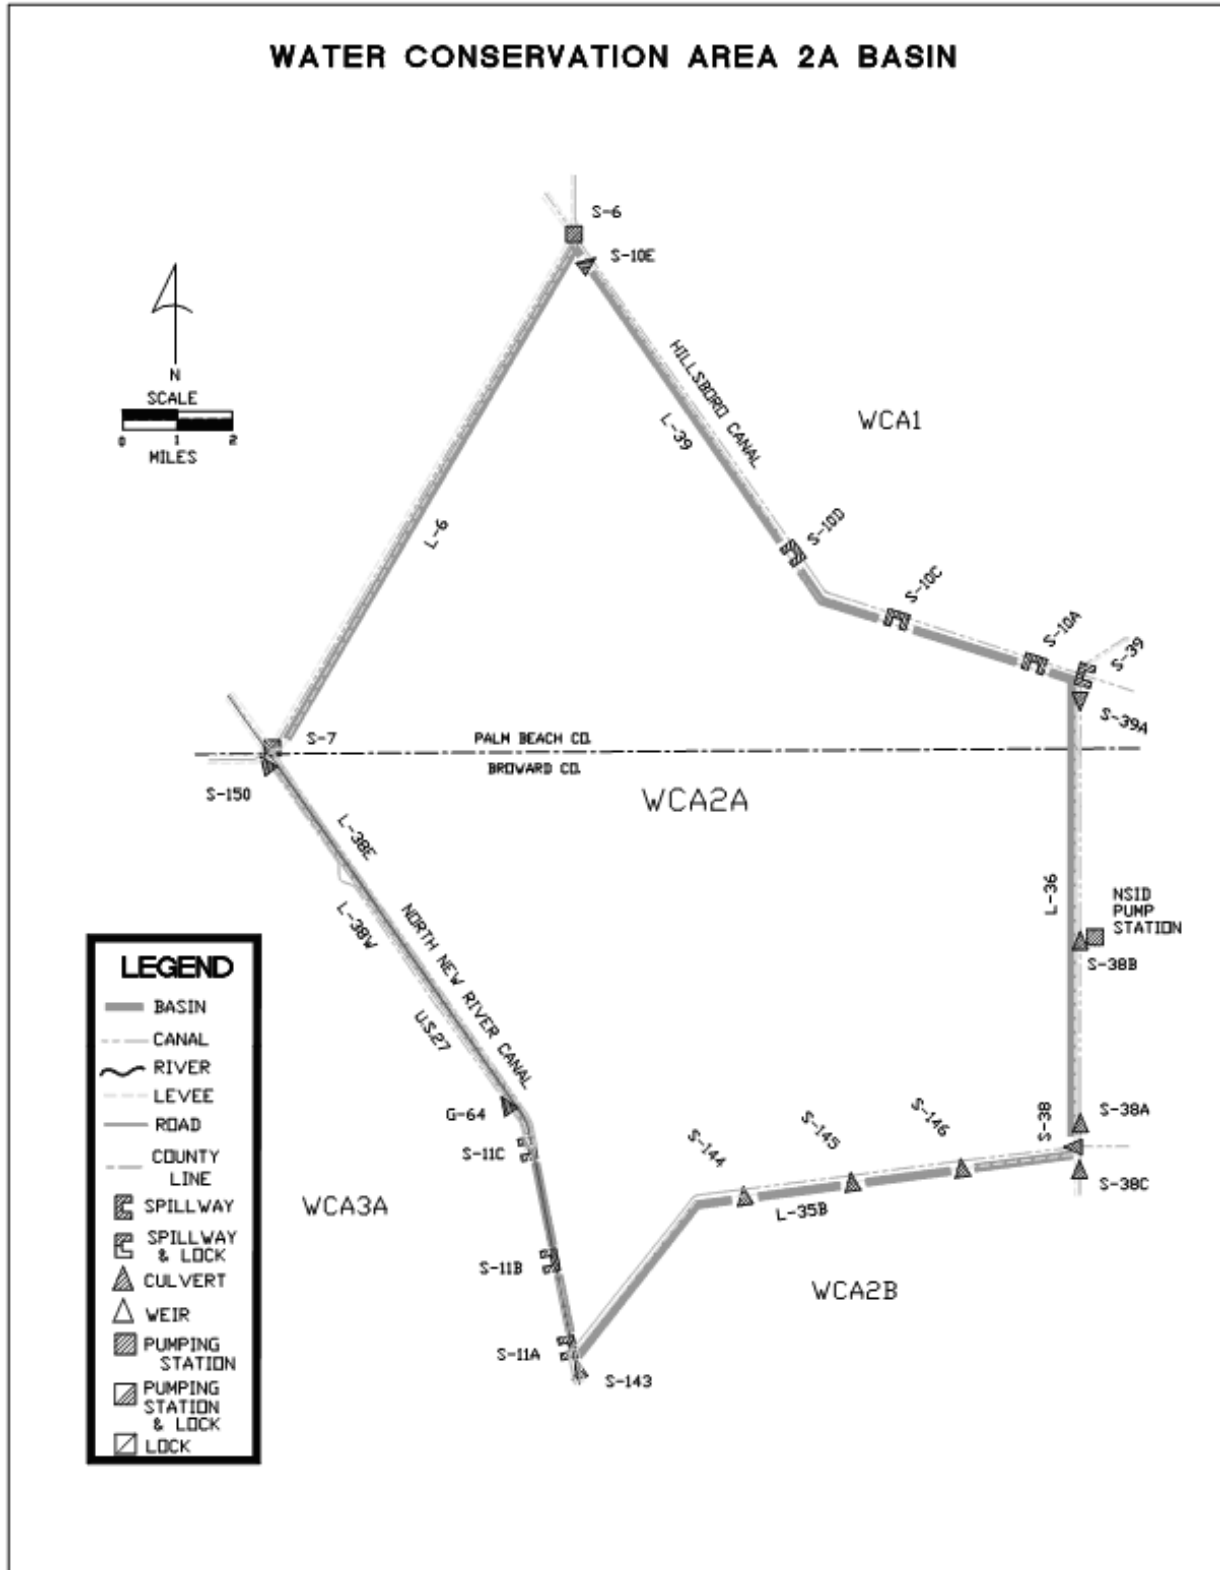 WATER CONSERVATION AREA 2A BASIN
S-6
S-10E
N
SCALE
0 1 2
MILES
HILLSBORO CANAL
L-39
WCA1
L-6
S-10D
S-10C
S-10A
S-39
S-39A
S-7
PALM BEACH CO.
BROWARD CO.
S-150
WCA2A
L-38E
L-38W
NORTH NEW RIVER CANAL
U.S.27
L-36
NSID
PUMP
STATION
S-38B
G-64
S-11C
S-144
S-145
S-146
S-38
S-38A
S-38C
L-35B
WCA3A
S-11B
WCA2B
S-11A
S-143
LEGEND
BASIN
CANAL
RIVER
LEVEE
ROAD
COUNTY
LINE
SPILLWAY
SPILLWAY
& LOCK
CULVERT
WEIR
PUMPING
STATION
PUMPING
STATION
& LOCK
LOCK